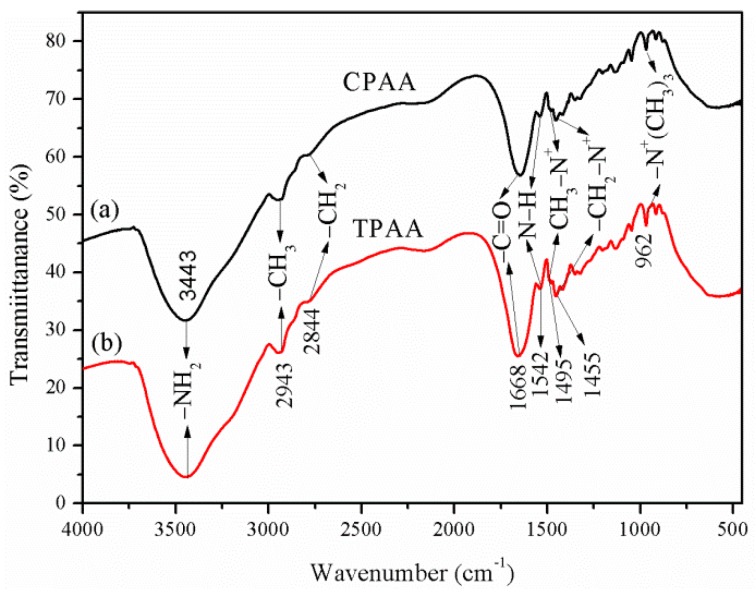 80
70
60
50
40
30
20
10
0
Transmiittanance (%)
CPAA
(a)
3443
–NH2
–CH3
–CH2
TPAA
(b)
2943
2844
–C=O
N–H
CH3–N+
–CH2–N+
–N+(CH3)3
962
1668
1542
1495
1455
4000
3500
3000
2500
2000
1500
1000
500
Wavenumber (cm-1)